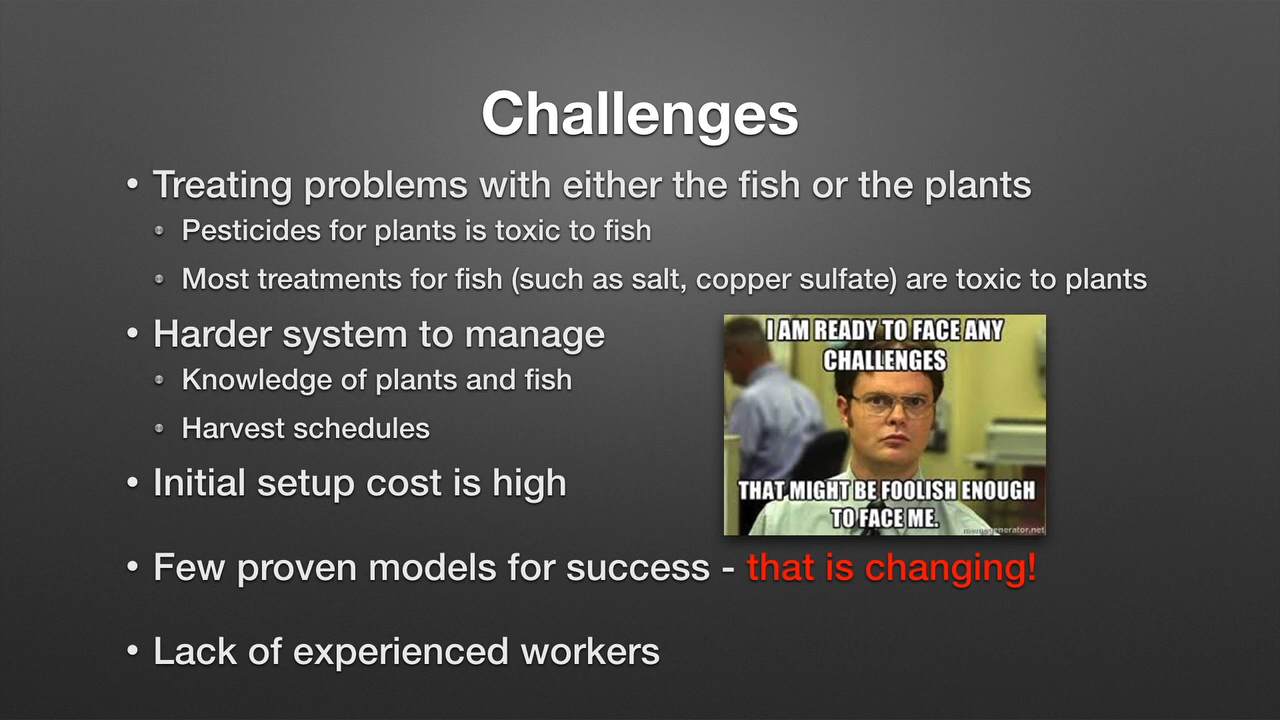 Challenges
• Treating problems with either the fish or the plants
• Pesticides for plants is toxic to fish
• Most treatments for fish (such as salt, copper sulfate) are toxic to plants
• Harder system to manage
• Knowledge of plants and fish
• Harvest schedules
• Initial setup cost is high
I AM READY TO FACE ANY
CHALLENGES
THAT MIGHT BE FOOLISH ENOUGH
TO FACE ME.
memegenerator.net
• Few proven models for success - that is changing!
• Lack of experienced workers